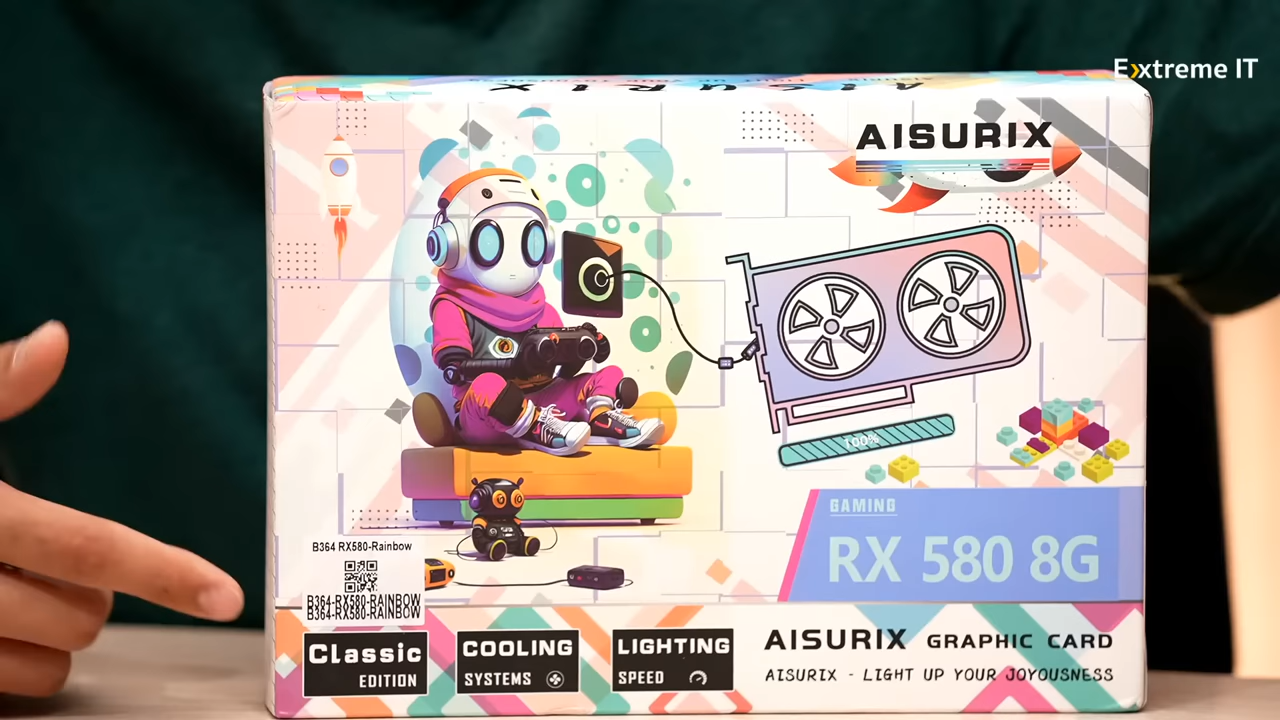 Extreme IT
AISURIX
AISURIX
100%
GAMING
RX 580 8G
B364 RX580-Rainbow
B364-RX580-RAINBOW
B364-RX580-RAINBOW
Classic
EDITION
COOLING
SYSTEMS
LIGHTING
SPEED
AISURIX GRAPHIC CARD
AISURIX - LIGHT UP YOUR JOYOUSNESS